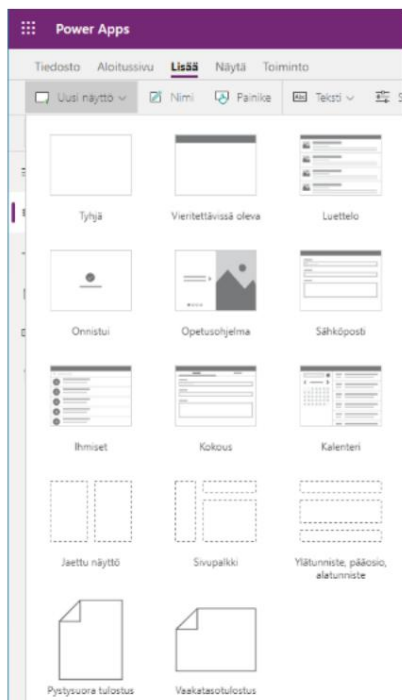 Power Apps
Tiedosto Aloitussivu Lisää Näytä Toiminto
Uusi näyttö Nimi Painike Abc Teksti S
Tyhjä Vieritettävissä oleva Luettelo
Onnistui Opetusohjelma Sähköposti
Ihmiset Kokous Kalenteri
Jaettu näyttö Sivupalkki Ylätunniste, pääosio,
alatunniste
Pystysuora tulostus Vaakatasotulostus